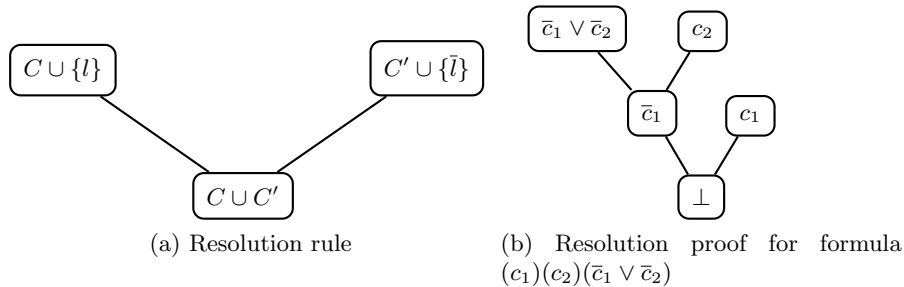 C ∪ {l}
C′ ∪ {l̄}
C ∪ C′
(a) Resolution rule
c̄₁ ∨ c̄₂
c₂
c̄₁
c₁
⊥
(b) Resolution proof for formula
(c₁)(c₂)(c̄₁ ∨ c̄₂)